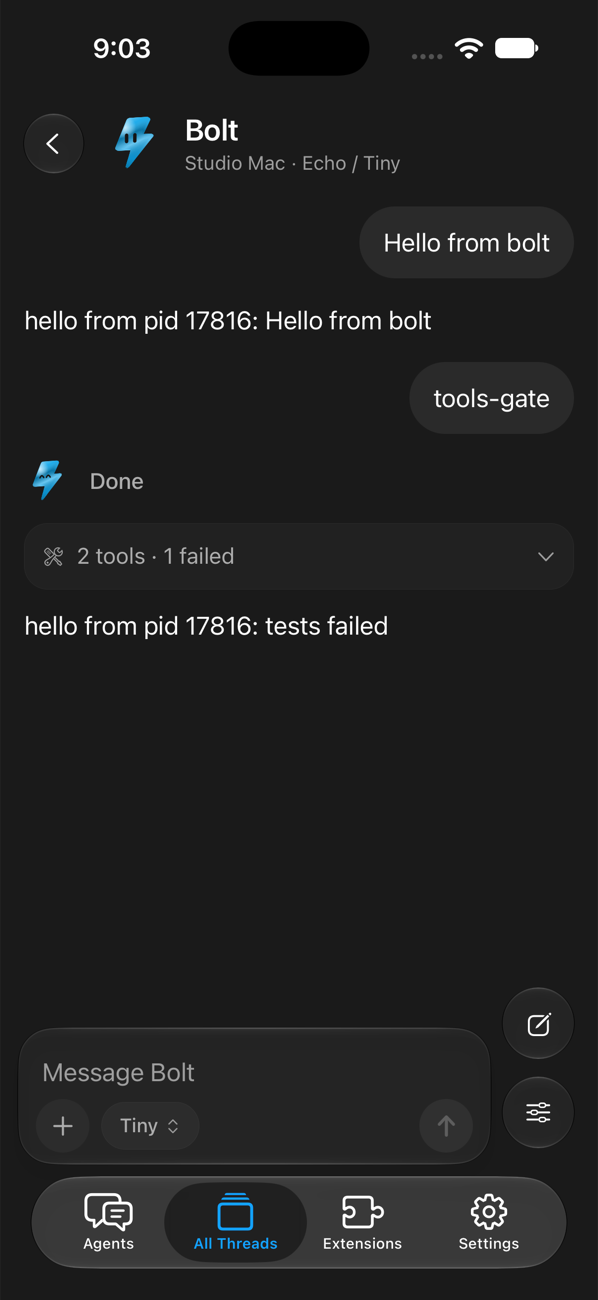 9:03
Bolt
Studio Mac · Echo / Tiny
Hello from bolt
hello from pid 17816: Hello from bolt
tools-gate
Done
2 tools · 1 failed
hello from pid 17816: tests failed
Message Bolt
Tiny
Agents
All Threads
Extensions
Settings